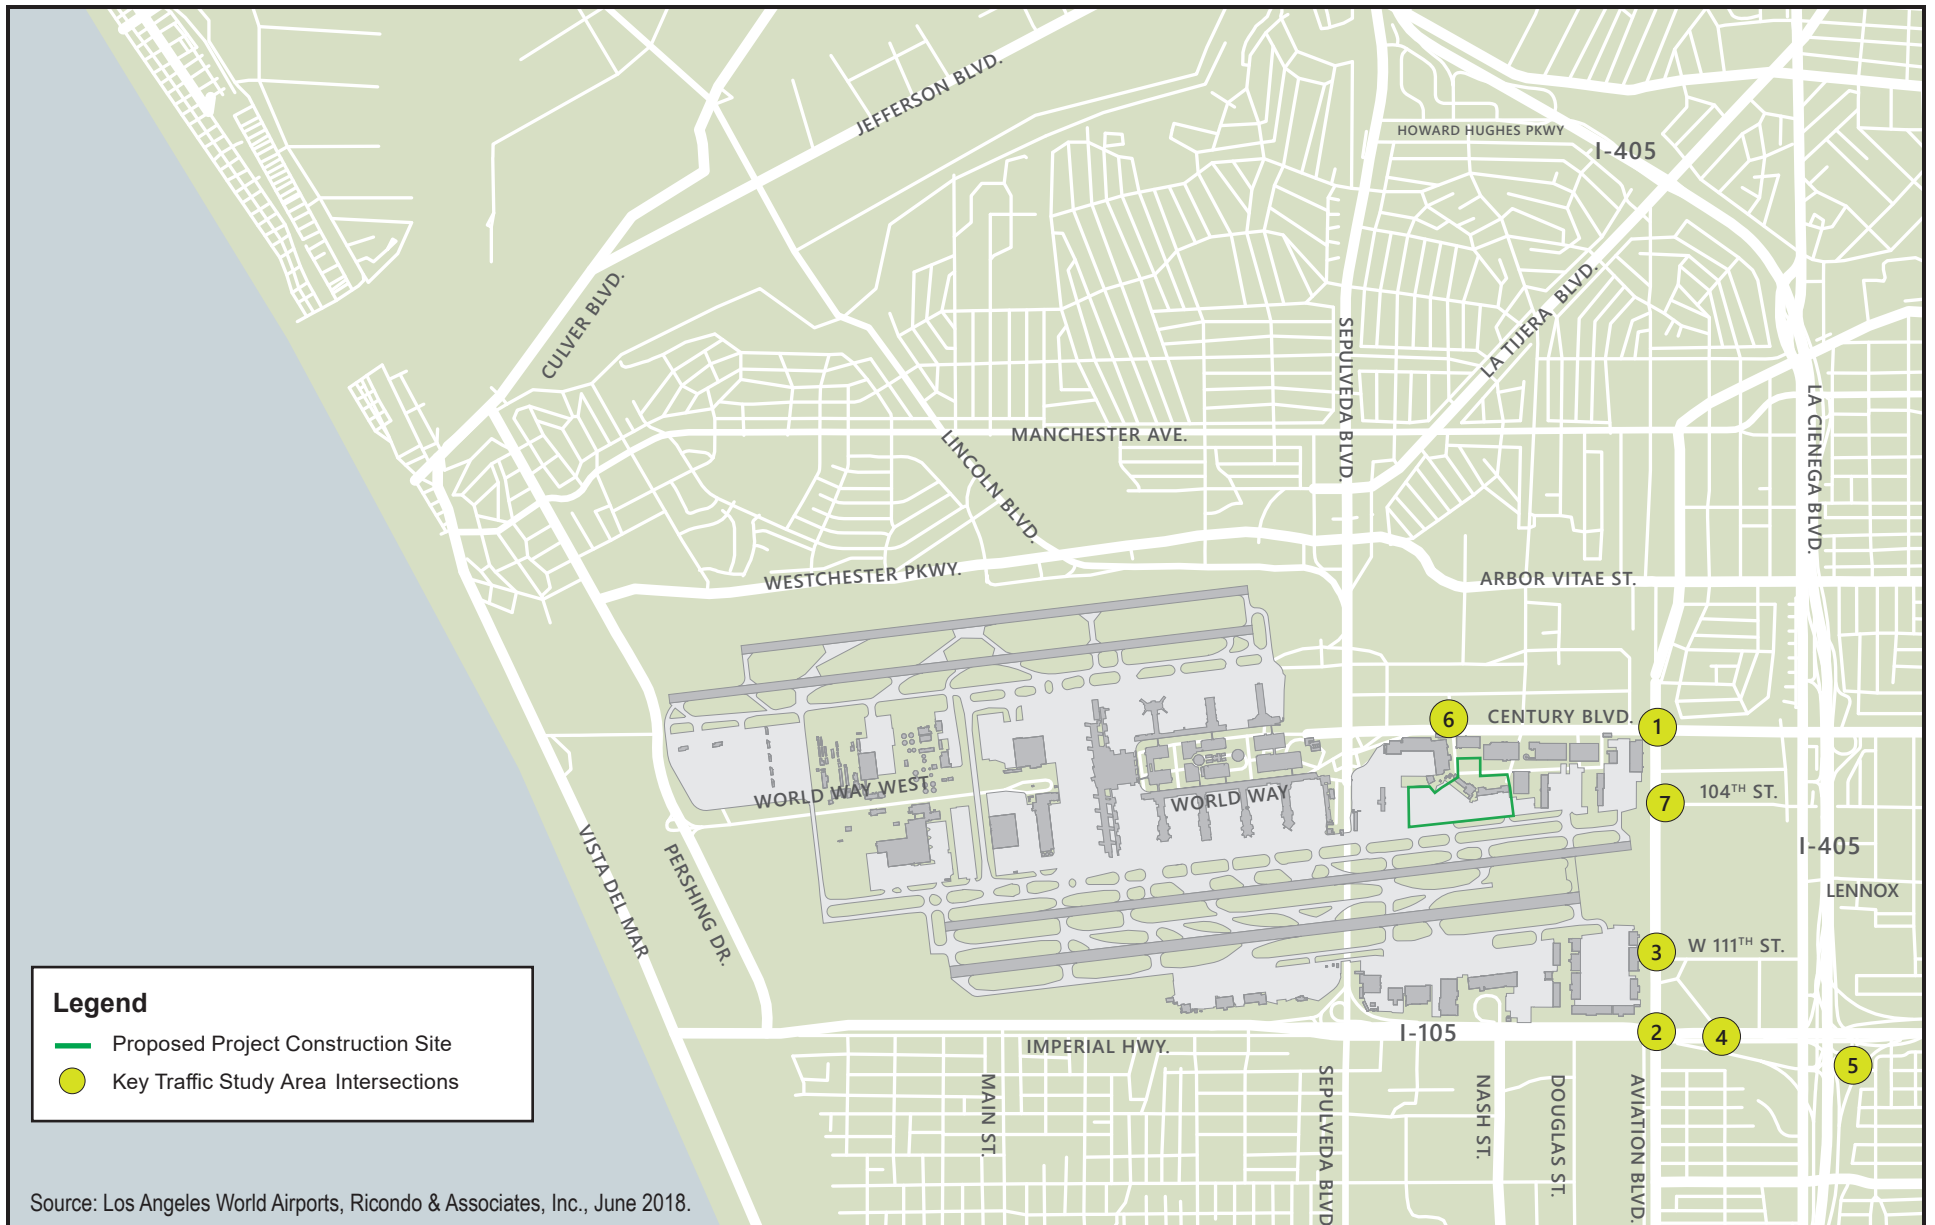 JEFFERSON BLVD.
HOWARD HUGHES PKWY
I-405
CULVER BLVD.
SEPULVEDA BLVD.
LA TIJERA BLVD.
LA CIENEGA BLVD.
MANCHESTER AVE.
LINCOLN BLVD.
WESTCHESTER PKWY.
ARBOR VITAE ST.
6
CENTURY BLVD.
1
WORLD WAY WEST
WORLD WAY
7
104TH ST.
I-405
VISTA DEL MAR
PERSHING DR.
LENNOX
3
W 111TH ST.
I-105
2
4
5
IMPERIAL HWY.
MAIN ST.
SEPULVEDA BLVD.
NASH ST.
DOUGLAS ST.
AVIATION BLVD.
Legend
Proposed Project Construction Site
Key Traffic Study Area Intersections
Source: Los Angeles World Airports, Ricondo & Associates, Inc., June 2018.